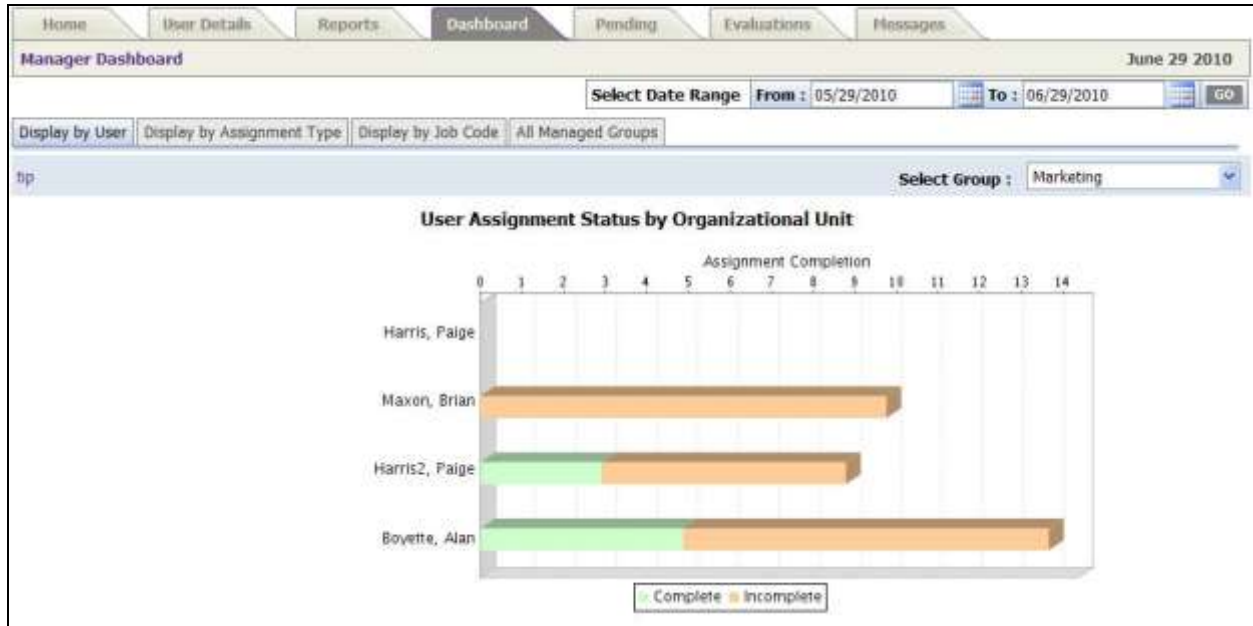 Home User Details Reports Dashboard Pending Evaluations Messages
Manager Dashboard June 29 2010
Select Date Range From : 05/29/2010 To : 06/29/2010 GO
Display by User Display by Assignment Type Display by Job Code All Managed Groups
tip Select Group : Marketing
User Assignment Status by Organizational Unit
Assignment Completion
0 1 2 3 4 5 6 7 8 9 10 11 12 13 14
Harris, Paige
Maxon, Brian
Harris2, Paige
Boyette, Alan
Complete Incomplete